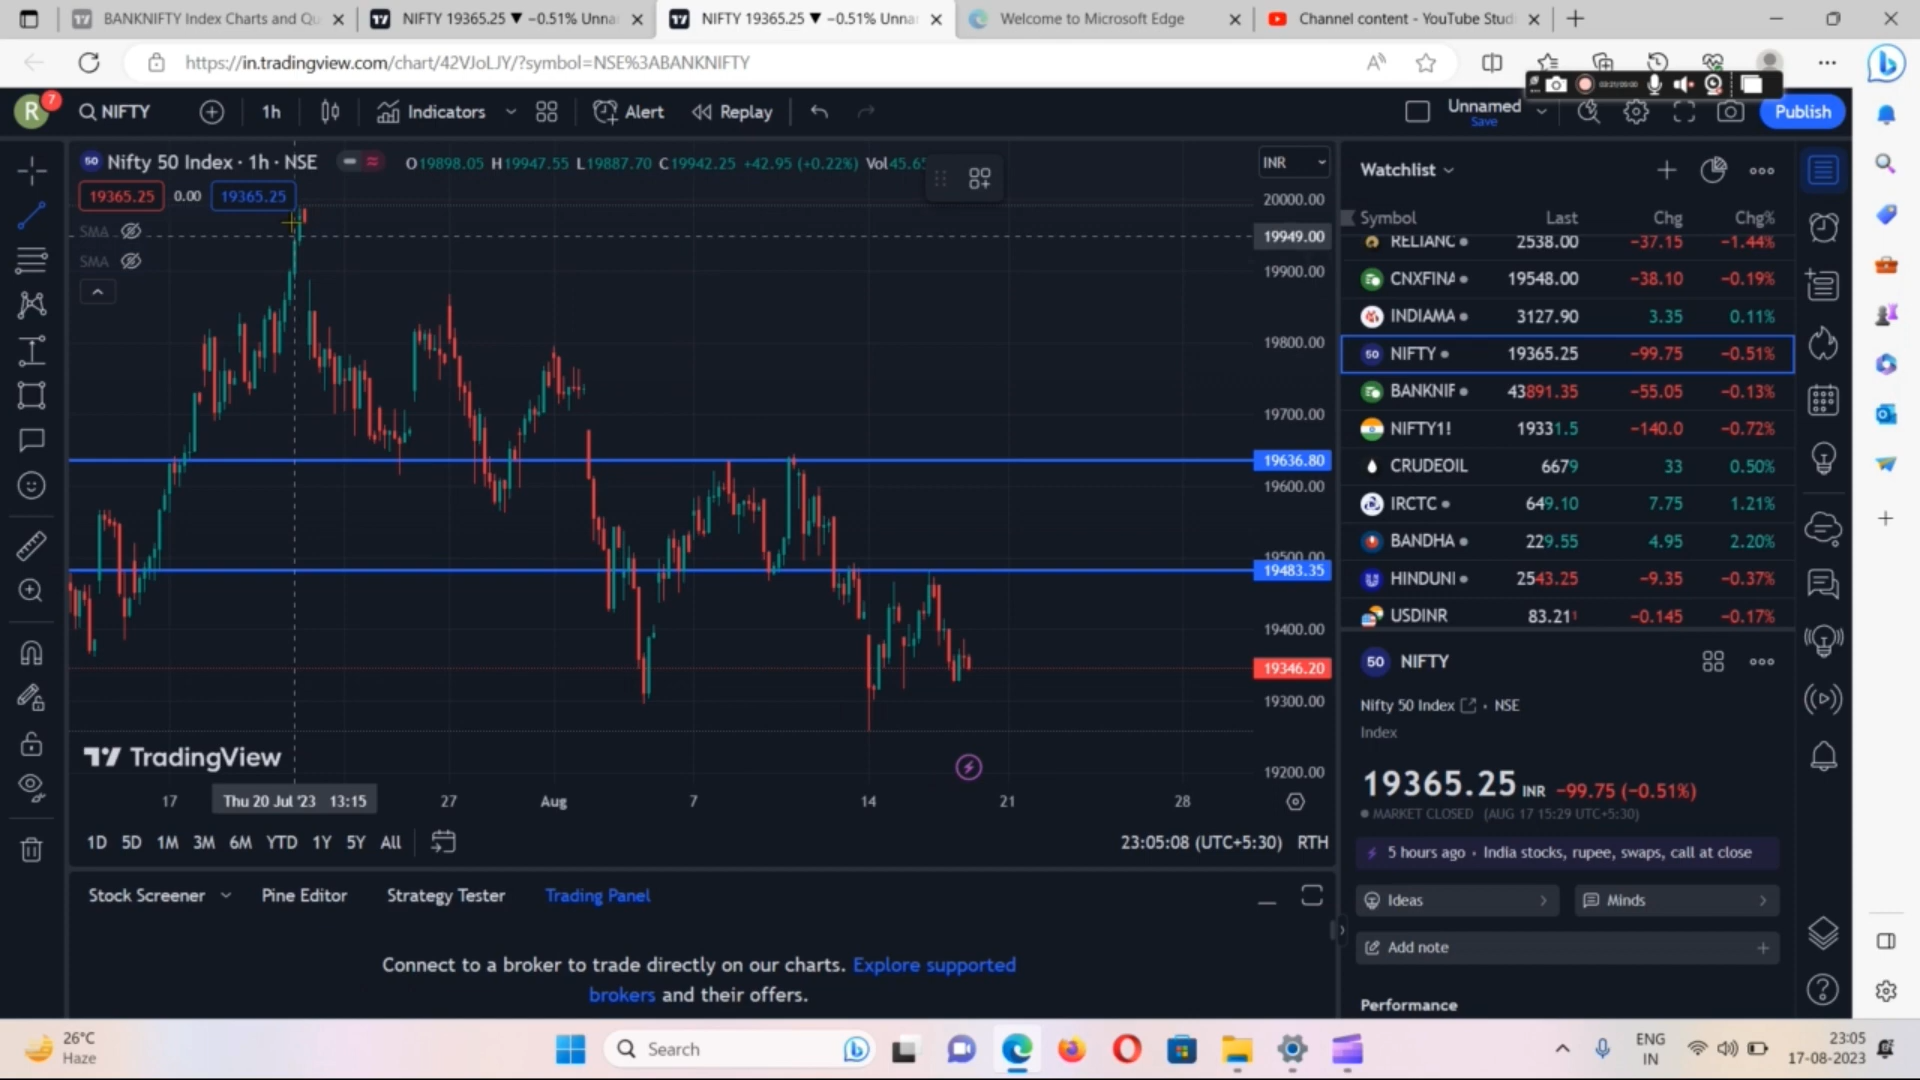 BANKNIFTY Index Charts and Qu
NIFTY 19365.25 ▼ −0.51% Unna
NIFTY 19365.25 ▼ −0.51% Unna
Welcome to Microsoft Edge
Channel content - YouTube Studi
https://in.tradingview.com/chart/42VJoLJY/?symbol=NSE%3ABANKNIFTY
R 7
NIFTY
1h
Indicators
Alert
Replay
Unnamed
Save
Publish
50 Nifty 50 Index · 1h · NSE
O19898.05 H19947.55 L19887.70 C19942.25 +42.95 (+0.22%)
INR
19365.25 0.00 19365.25
SMA
SMA
20000.00
19949.00
19900.00
19800.00
19700.00
19636.80
19600.00
19500.00
19483.35
19400.00
19346.20
19300.00
19200.00
TradingView
17 Thu 20 Jul '23 13:15 27 Aug 7 14 21 28
1D 5D 1M 3M 6M YTD 1Y 5Y All
23:05:08 (UTC+5:30) RTH
Stock Screener Pine Editor Strategy Tester Trading Panel
Connect to a broker to trade directly on our charts. Explore supported
brokers and their offers.
Watchlist
Symbol Last Chg Chg%
RELIANC 2538.00 −37.15 −1.44%
CNXFINA 19548.00 −38.10 −0.19%
INDIAMA 3127.90 3.35 0.11%
50 NIFTY 19365.25 −99.75 −0.51%
BANKNIF 43891.35 −55.05 −0.13%
NIFTY1! 19331.5 −140.0 −0.72%
CRUDEOIL 6679 33 0.50%
IRCTC 649.10 7.75 1.21%
BANDHA 229.55 4.95 2.20%
HINDUNI 2543.25 −9.35 −0.37%
USDINR 83.211 −0.145 −0.17%
50 NIFTY
Nifty 50 Index · NSE
Index
19365.25 INR −99.75 (−0.51%)
MARKET CLOSED (AUG 17 15:29 UTC+5:30)
5 hours ago · India stocks, rupee, swaps, call at close
Ideas
Minds
Add note
Performance
26°C
Haze
Search
ENG
IN
23:05
17-08-2023